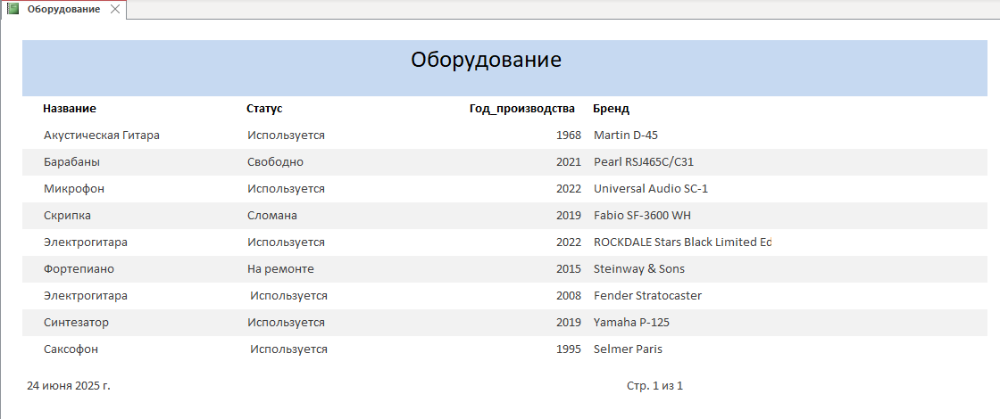 Оборудование
Оборудование
Название Статус Год_производства Бренд
Акустическая Гитара Используется 1968 Martin D-45
Барабаны Свободно 2021 Pearl RSJ465C/C31
Микрофон Используется 2022 Universal Audio SC-1
Скрипка Сломана 2019 Fabio SF-3600 WH
Электрогитара Используется 2022 ROCKDALE Stars Black Limited Ed
Фортепиано На ремонте 2015 Steinway & Sons
Электрогитара Используется 2008 Fender Stratocaster
Синтезатор Используется 2019 Yamaha P-125
Саксофон Используется 1995 Selmer Paris
24 июня 2025 г. Стр. 1 из 1